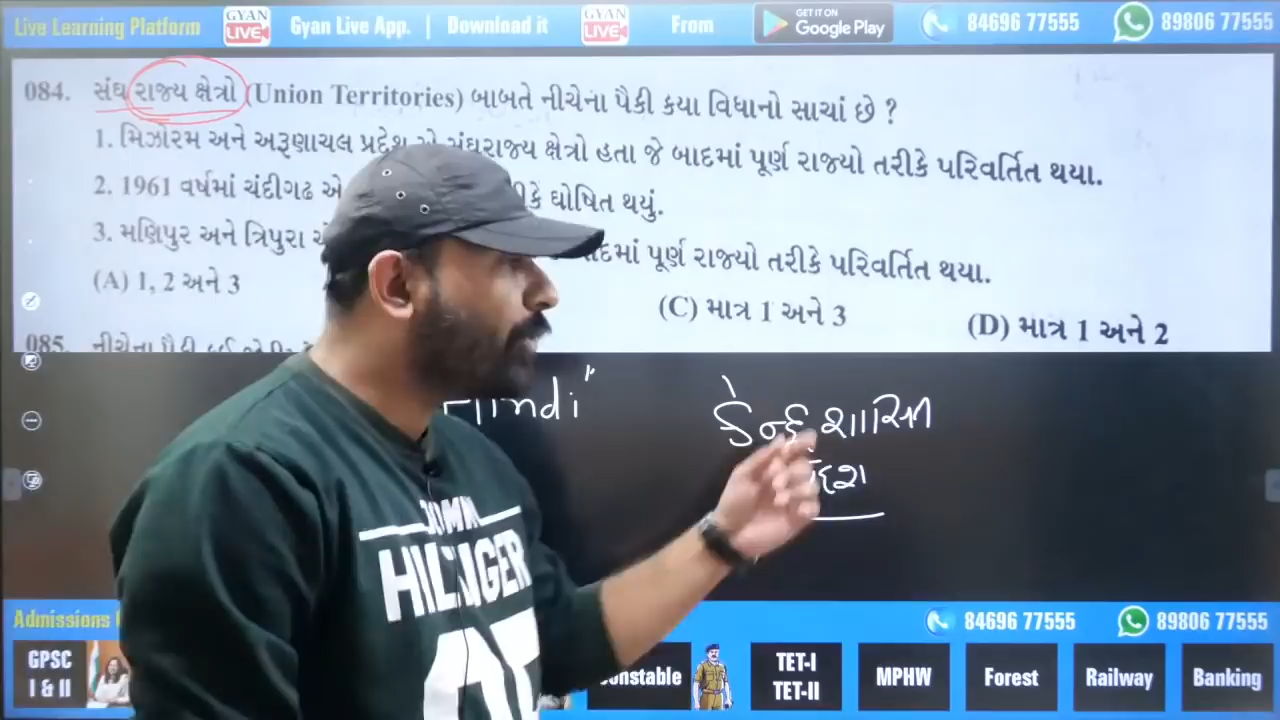 Live Learning Platform GYAN LIVE Gyan Live App. | Download it GYAN LIVE From GET IT ON Google Play 84696 77555 89806 77555
084. સંઘ રાજ્ય ક્ષેત્રો (Union Territories) બાબતે નીચેના પૈકી કયા વિધાનો સાચાં છે ?
1. મિઝોરમ અને અરૂણાચલ પ્રદેશ એ સંઘરાજ્ય ક્ષેત્રો હતા જે બાદમાં પૂર્ણ રાજ્યો તરીકે પરિવર્તિત થયા.
2. 1961 વર્ષમાં ચંદીગઢ એ ઘોષિત થયું.
3. મણિપુર અને ત્રિપુરા બાદમાં પૂર્ણ રાજ્યો તરીકે પરિવર્તિત થયા.
(A) 1, 2 અને 3 (C) માત્ર 1 અને 3 (D) માત્ર 1 અને 2
085. નીચેના પૈકી
કેન્દ્રશાસિત
HILFIGER
Admissions 84696 77555 89806 77555
GPSC I & II TET-I TET-II MPHW Forest Railway Banking